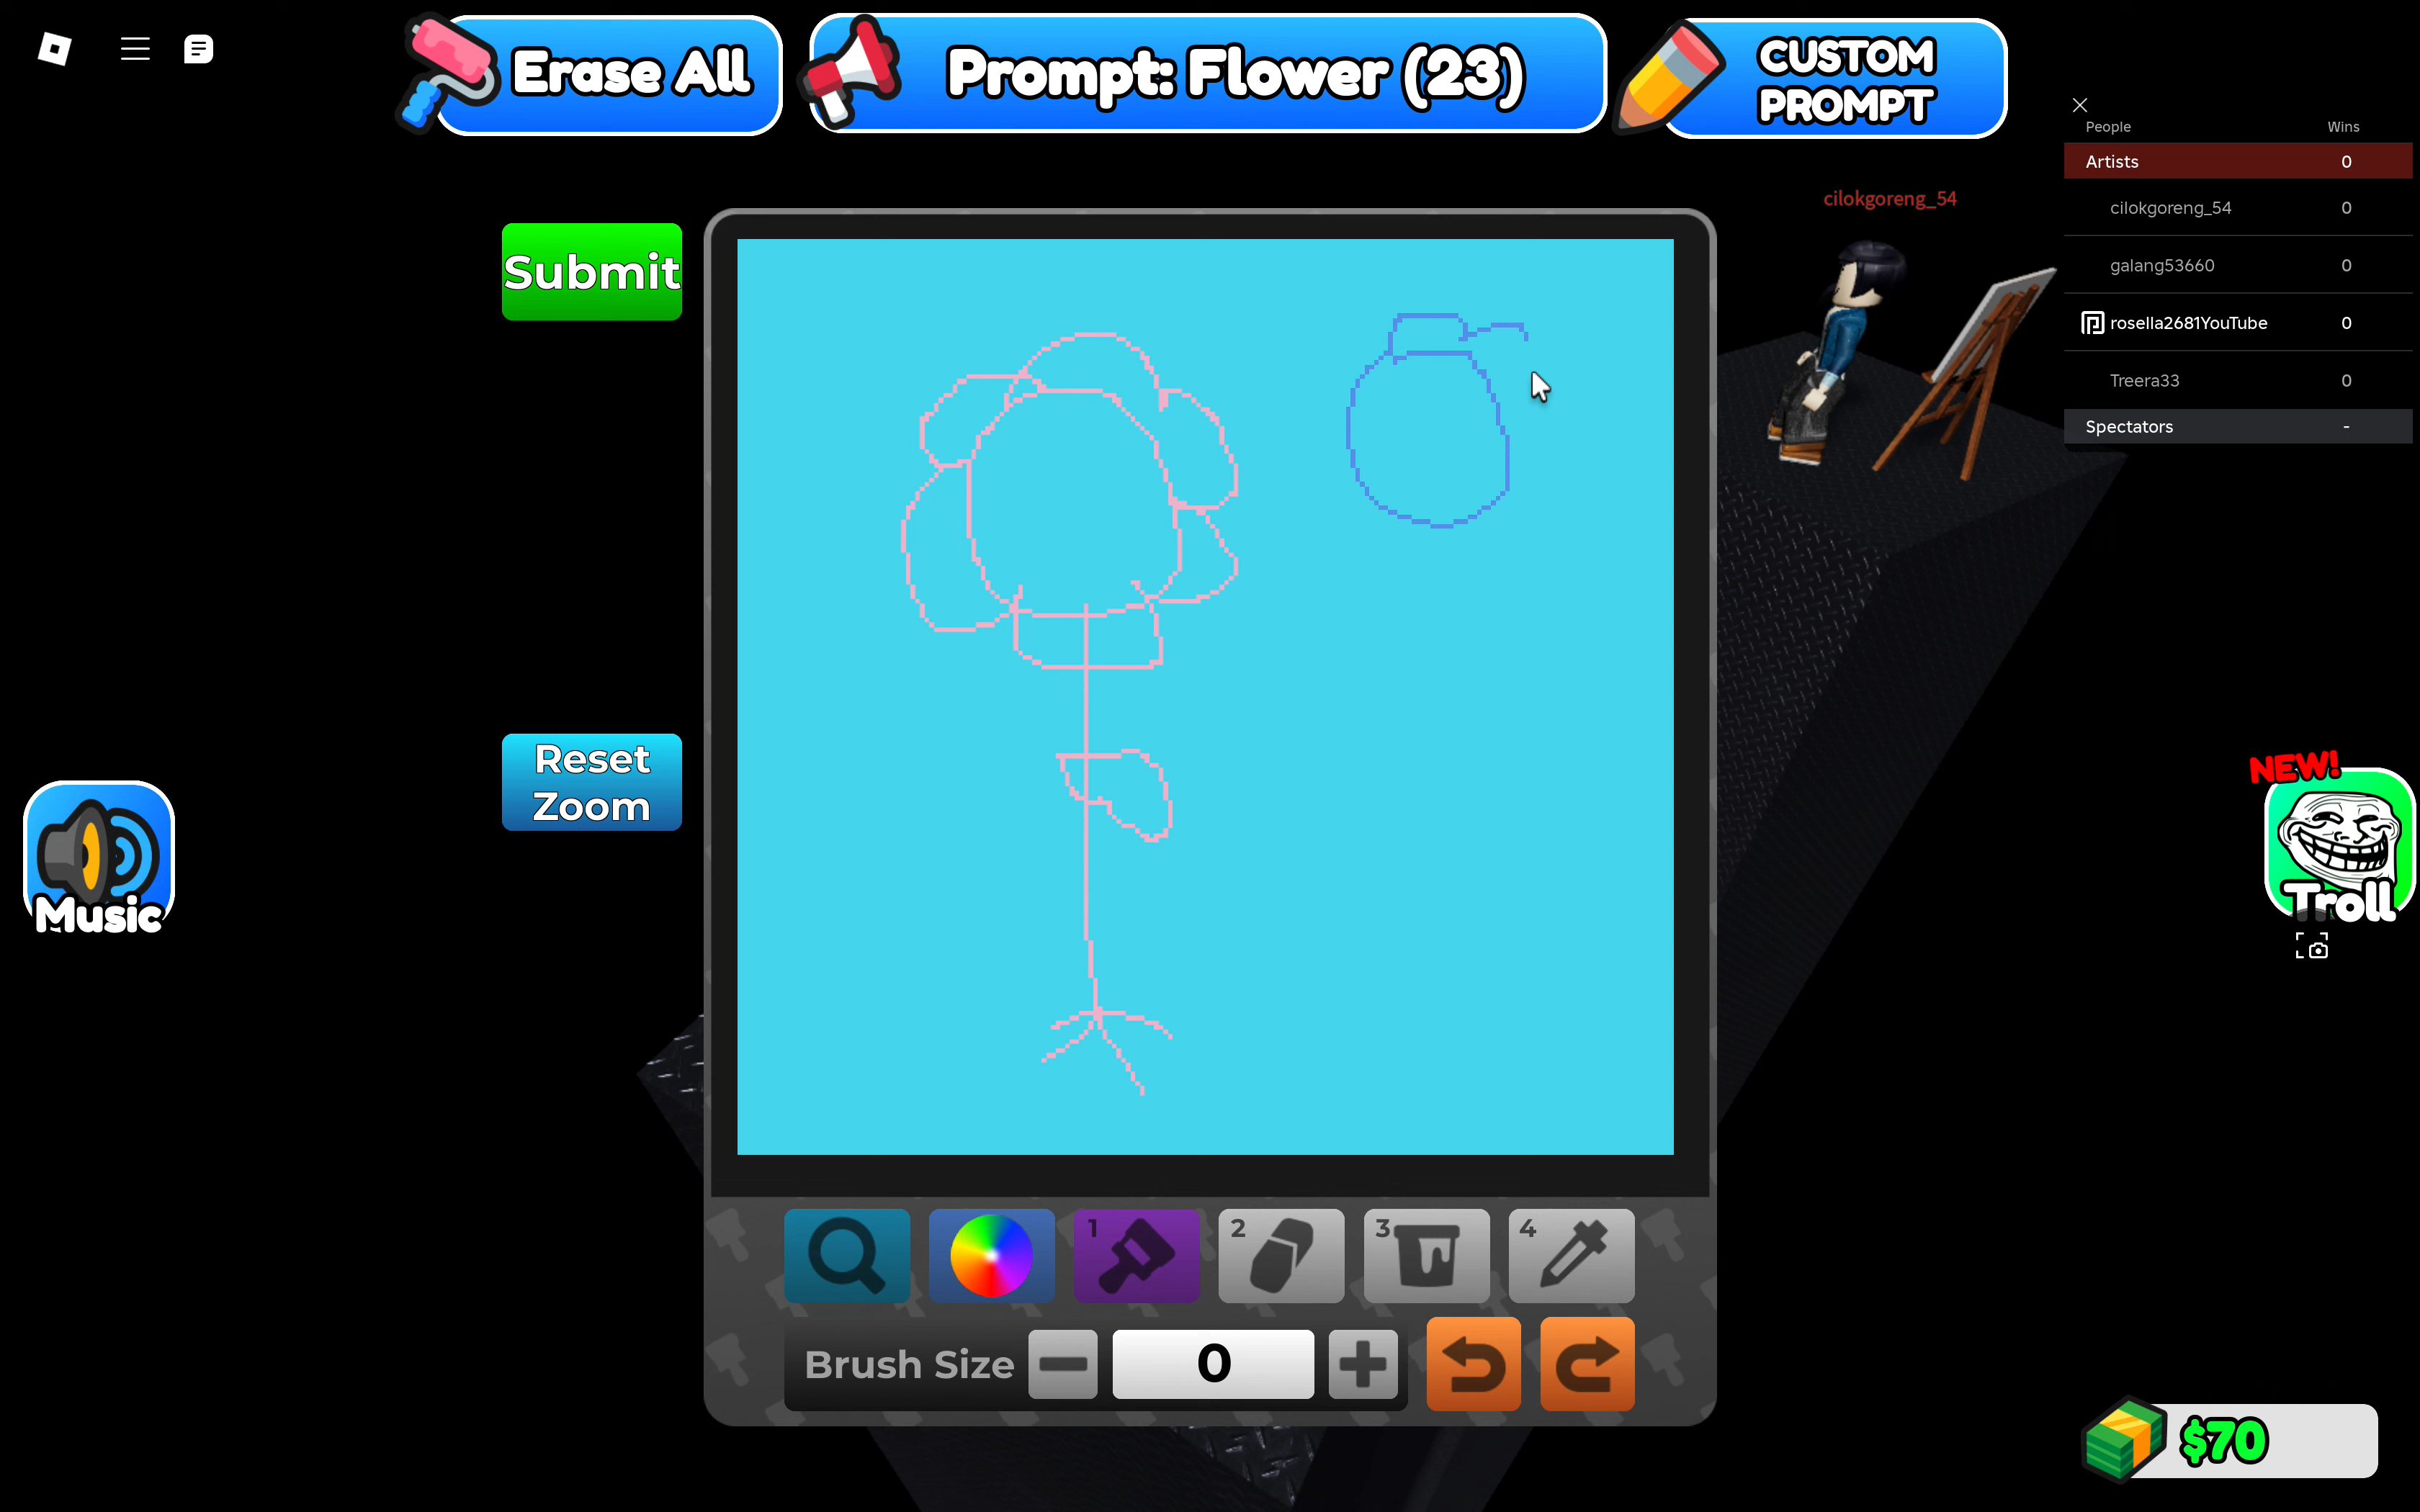 Erase All
Prompt: Flower (23)
CUSTOM
PROMPT
People Wins
Artists 0
cilokgoreng_54
cilokgoreng_54 0
galang53660 0
rosella2681YouTube 0
Treera33 0
Spectators -
Submit
Reset
Zoom
Music
NEW!
Troll
1
2
3
4
Brush Size
0
$70